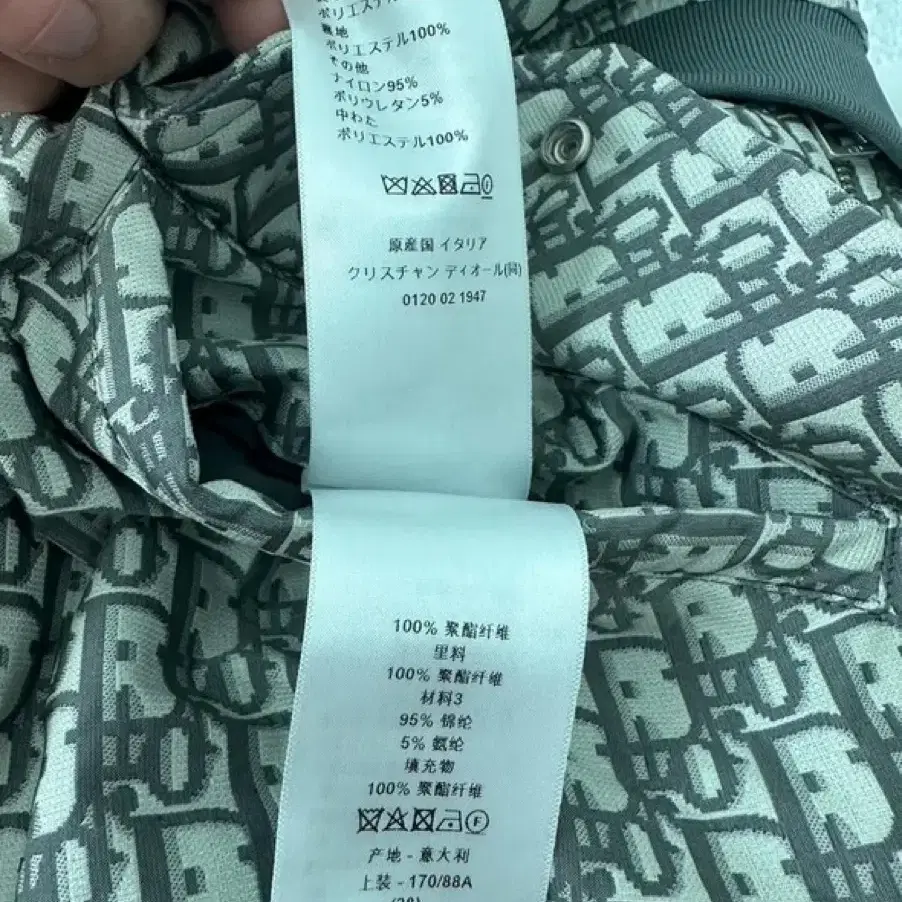 ポリエステル100%
裏地
ポリエステル100%
その他
ナイロン95%
ポリウレタン5%
中わた
ポリエステル100%
原産国 イタリア
クリスチャン ディオール(同)
0120 02 1947
100% 聚酯纤维
里料
100% 聚酯纤维
材料3
95% 锦纶
5% 氨纶
填充物
100% 聚酯纤维
F
产地 - 意大利
上装 - 170/88A